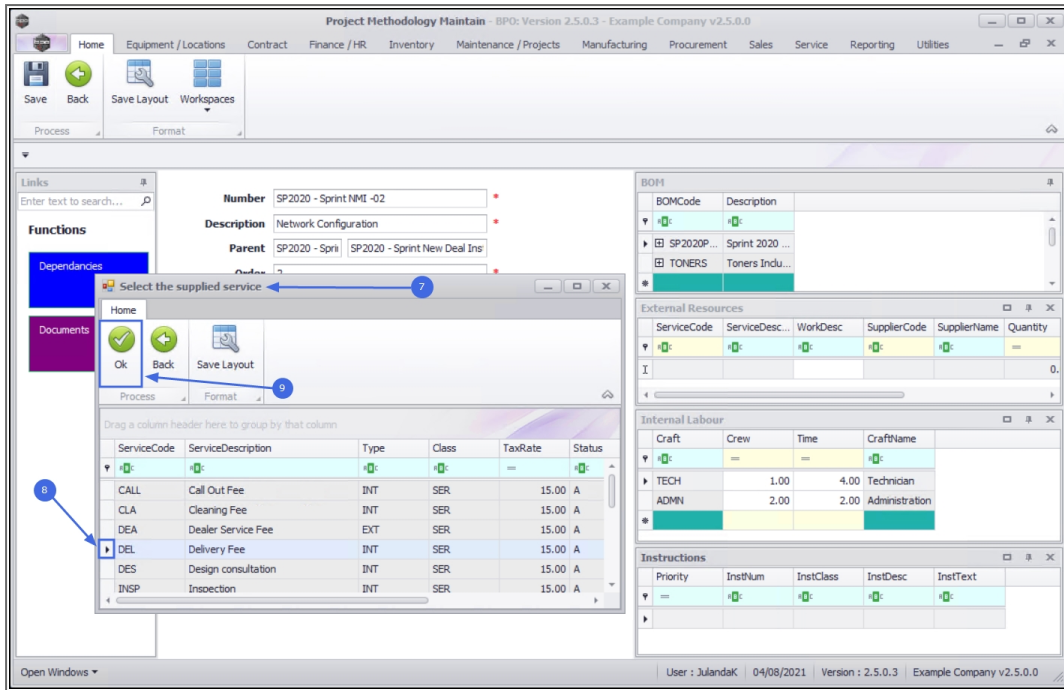 Project Methodology Maintain - BPO: Version 2.5.0.3 - Example Company v2.5.0.0
Home Equipment / Locations Contract Finance / HR Inventory Maintenance / Projects Manufacturing Procurement Sales Service Reporting Utilities
Save Back Save Layout Workspaces
Process Format
Links
Enter text to search...
Functions
Dependancies
Documents
Number SP2020 - Sprint NMI -02 *
Description Network Configuration *
Parent SP2020 - Spri SP2020 - Sprint New Deal Ins
Order 2 *
Select the supplied service 7
Home
Ok Back Save Layout
9
Process Format
Drag a column header here to group by that column
ServiceCode ServiceDescription Type Class TaxRate Status
CALL Call Out Fee INT SER 15.00 A
CLA Cleaning Fee INT SER 15.00 A
DEA Dealer Service Fee EXT SER 15.00 A
8
DEL Delivery Fee INT SER 15.00 A
DES Design consultation INT SER 15.00 A
INSP Inspection INT SER 15.00 A
BOM
BOMCode Description
SP2020P... Sprint 2020 ...
TONERS Toners Inclu...
External Resources
ServiceCode ServiceDesc... WorkDesc SupplierCode SupplierName Quantity
0.
Internal Labour
Craft Crew Time CraftName
TECH 1.00 4.00 Technician
ADMN 2.00 2.00 Administration
Instructions
Priority InstNum InstClass InstDesc InstText
Open Windows User : JulandaK 04/08/2021 Version : 2.5.0.3 Example Company v2.5.0.0